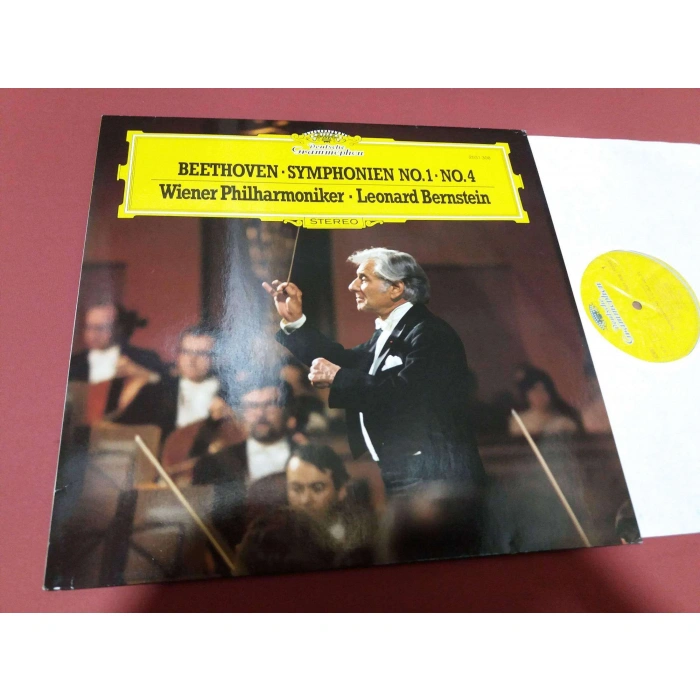 Deutsche
Grammophon
BEETHOVEN · SYMPHONIEN NO.1 · NO.4
Wiener Philharmoniker · Leonard Bernstein
STEREO